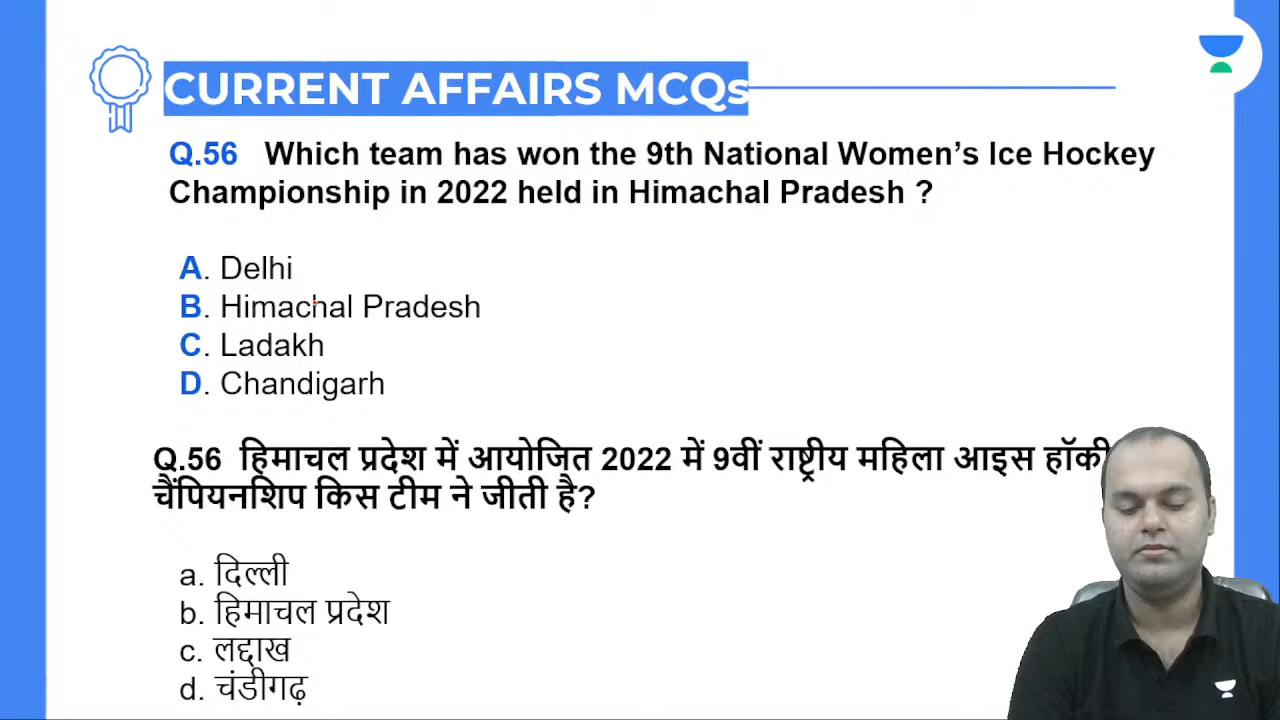 CURRENT AFFAIRS MCQs
Q.56 Which team has won the 9th National Women’s Ice Hockey
Championship in 2022 held in Himachal Pradesh ?
A. Delhi
B. Himachal Pradesh
C. Ladakh
D. Chandigarh
Q.56 हिमाचल प्रदेश में आयोजित 2022 में 9वीं राष्ट्रीय महिला आइस हॉकी
चैंपियनशिप किस टीम ने जीती है?
a. दिल्ली
b. हिमाचल प्रदेश
c. लद्दाख
d. चंडीगढ़